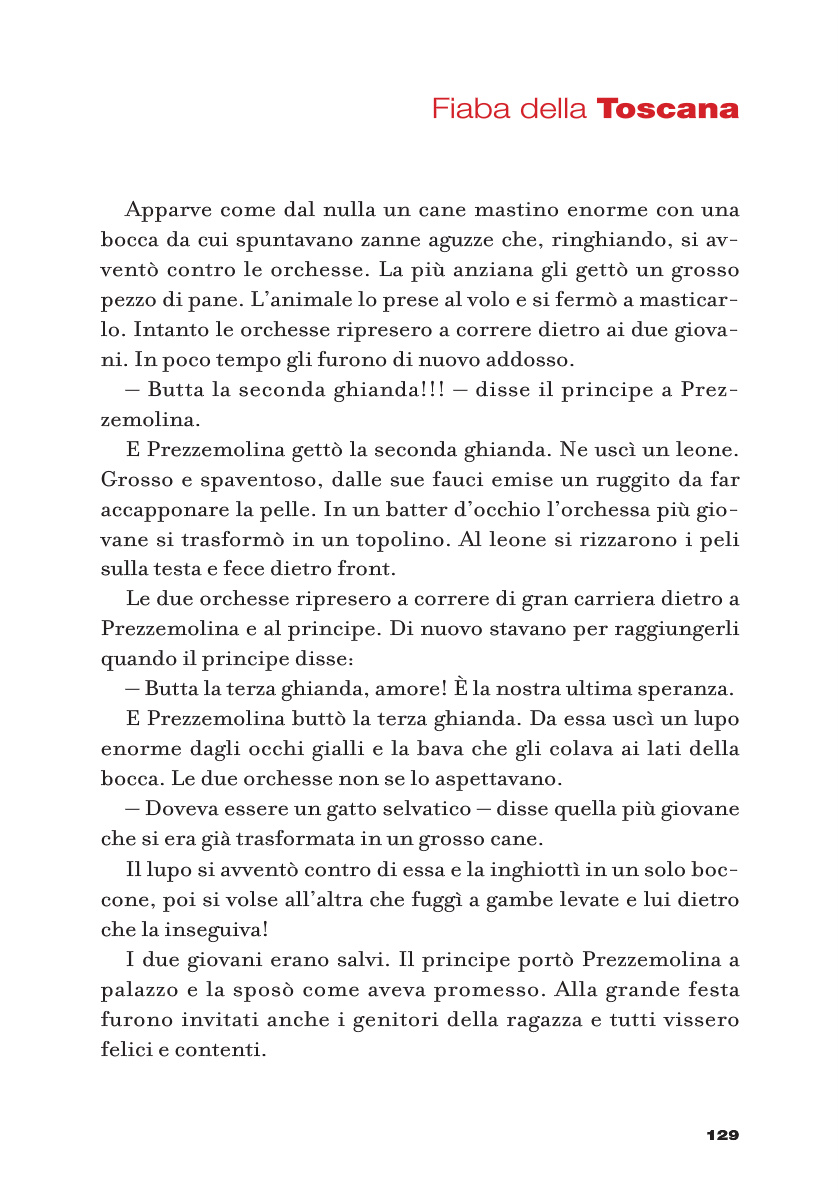 Fiaba della Toscana
Apparve come dal nulla un cane mastino enorme con una
bocca da cui spuntavano zanne aguzze che, ringhiando, si av-
ventò contro le orchesse. La più anziana gli gettò un grosso
pezzo di pane. L’animale lo prese al volo e si fermò a masticar-
lo. Intanto le orchesse ripresero a correre dietro ai due giova-
ni. In poco tempo gli furono di nuovo addosso.
— Butta la seconda ghianda!!! — disse il principe a Prez-
zemolina.
E Prezzemolina gettò la seconda ghianda. Ne uscì un leone.
Grosso e spaventoso, dalle sue fauci emise un ruggito da far
accapponare la pelle. In un batter d’occhio l’orchessa più gio-
vane si trasformò in un topolino. Al leone si rizzarono i peli
sulla testa e fece dietro front.
Le due orchesse ripresero a correre di gran carriera dietro a
Prezzemolina e al principe. Di nuovo stavano per raggiungerli
quando il principe disse:
— Butta la terza ghianda, amore! È la nostra ultima speranza.
E Prezzemolina buttò la terza ghianda. Da essa uscì un lupo
enorme dagli occhi gialli e la bava che gli colava ai lati della
bocca. Le due orchesse non se lo aspettavano.
— Doveva essere un gatto selvatico — disse quella più giovane
che si era già trasformata in un grosso cane.
Il lupo si avventò contro di essa e la inghiottì in un solo boc-
cone, poi si volse all’altra che fuggì a gambe levate e lui dietro
che la inseguiva!
I due giovani erano salvi. Il principe portò Prezzemolina a
palazzo e la sposò come aveva promesso. Alla grande festa
furono invitati anche i genitori della ragazza e tutti vissero
felici e contenti.
129